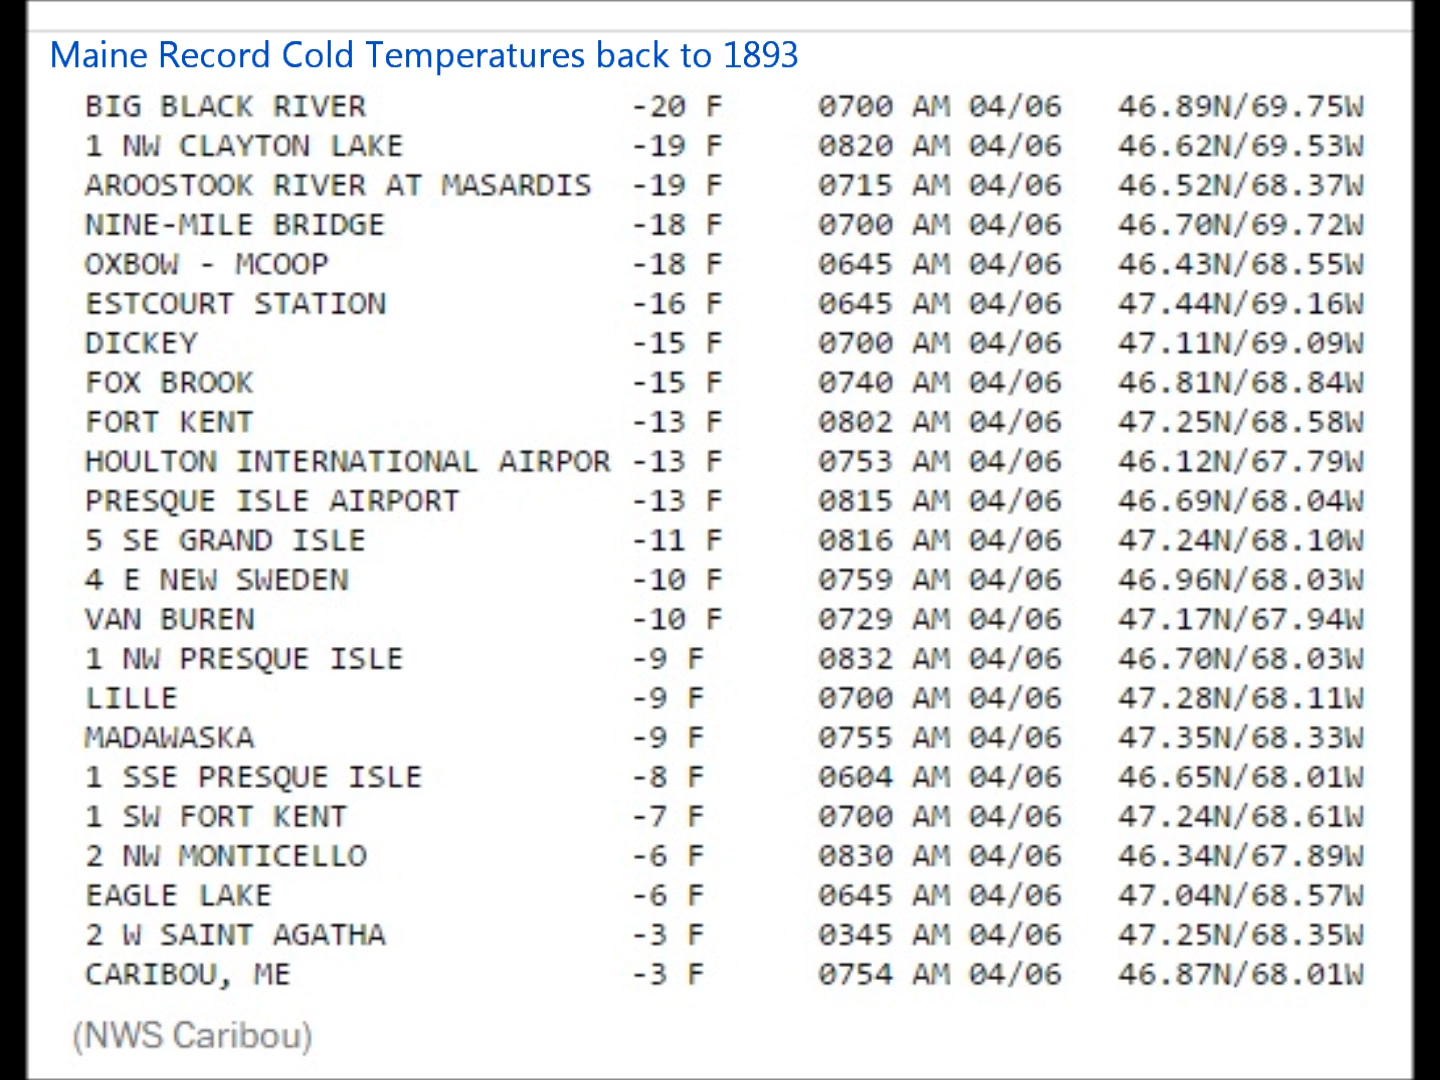 Maine Record Cold Temperatures back to 1893
BIG BLACK RIVER -20 F 0700 AM 04/06 46.89N/69.75W
1 NW CLAYTON LAKE -19 F 0820 AM 04/06 46.62N/69.53W
AROOSTOOK RIVER AT MASARDIS -19 F 0715 AM 04/06 46.52N/68.37W
NINE-MILE BRIDGE -18 F 0700 AM 04/06 46.70N/69.72W
OXBOW - MCOOP -18 F 0645 AM 04/06 46.43N/68.55W
ESTCOURT STATION -16 F 0645 AM 04/06 47.44N/69.16W
DICKEY -15 F 0700 AM 04/06 47.11N/69.09W
FOX BROOK -15 F 0740 AM 04/06 46.81N/68.84W
FORT KENT -13 F 0802 AM 04/06 47.25N/68.58W
HOULTON INTERNATIONAL AIRPOR -13 F 0753 AM 04/06 46.12N/67.79W
PRESQUE ISLE AIRPORT -13 F 0815 AM 04/06 46.69N/68.04W
5 SE GRAND ISLE -11 F 0816 AM 04/06 47.24N/68.10W
4 E NEW SWEDEN -10 F 0759 AM 04/06 46.96N/68.03W
VAN BUREN -10 F 0729 AM 04/06 47.17N/67.94W
1 NW PRESQUE ISLE -9 F 0832 AM 04/06 46.70N/68.03W
LILLE -9 F 0700 AM 04/06 47.28N/68.11W
MADAWASKA -9 F 0755 AM 04/06 47.35N/68.33W
1 SSE PRESQUE ISLE -8 F 0604 AM 04/06 46.65N/68.01W
1 SW FORT KENT -7 F 0700 AM 04/06 47.24N/68.61W
2 NW MONTICELLO -6 F 0830 AM 04/06 46.34N/67.89W
EAGLE LAKE -6 F 0645 AM 04/06 47.04N/68.57W
2 W SAINT AGATHA -3 F 0345 AM 04/06 47.25N/68.35W
CARIBOU, ME -3 F 0754 AM 04/06 46.87N/68.01W
(NWS Caribou)